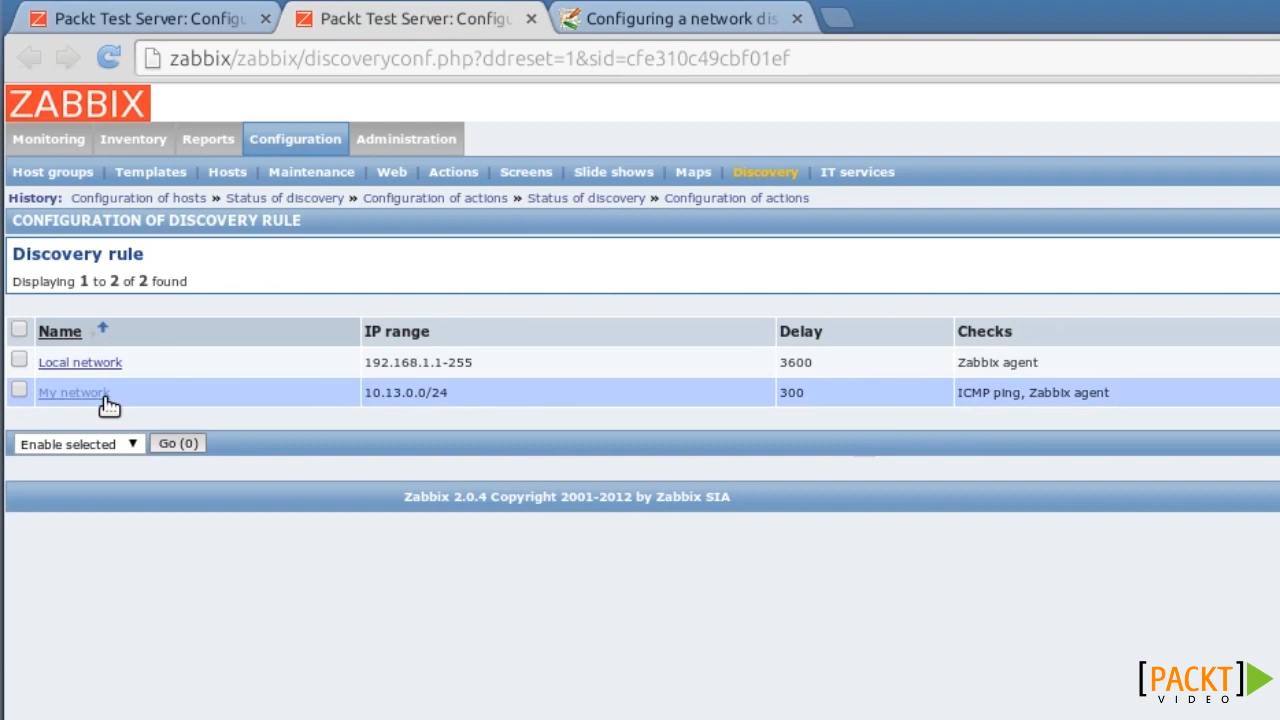 Packt Test Server: Configu
Packt Test Server: Configu
Configuring a network dis
zabbix/zabbix/discoveryconf.php?ddreset=1&sid=cfe310c49cbf01ef
ZABBIX
Monitoring Inventory Reports Configuration Administration
Host groups | Templates | Hosts | Maintenance | Web | Actions | Screens | Slide shows | Maps | Discovery | IT services
History: Configuration of hosts » Status of discovery » Configuration of actions » Status of discovery » Configuration of actions
CONFIGURATION OF DISCOVERY RULE
Discovery rule
Displaying 1 to 2 of 2 found
Name IP range Delay Checks
Local network 192.168.1.1-255 3600 Zabbix agent
My network 10.13.0.0/24 300 ICMP ping, Zabbix agent
Enable selected Go (0)
Zabbix 2.0.4 Copyright 2001-2012 by Zabbix SIA
[PACKT]
VIDEO